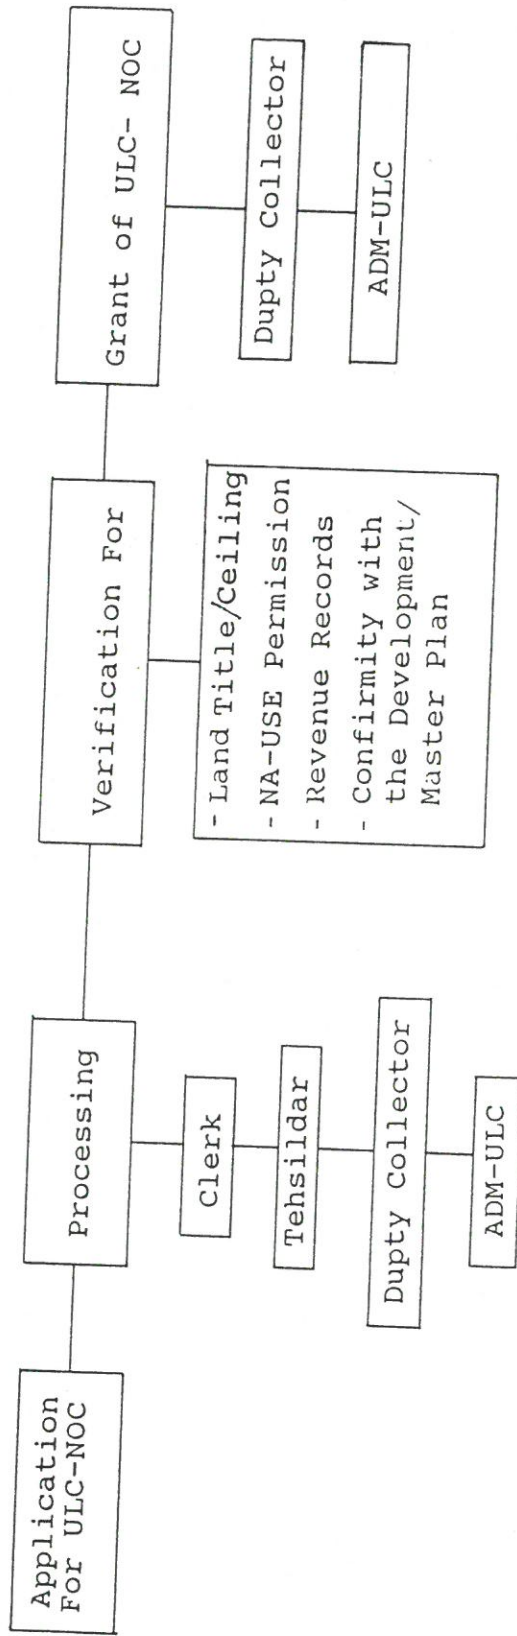 Application
For ULC-NOC
Processing
Clerk
Tehsildar
Dupty Collector
ADM-ULC
Verification For
- Land Title/Ceiling
- NA-USE Permission
- Revenue Records
- Confirmity with
the Development/
Master Plan
Grant of ULC- NOC
Dupty Collector
ADM-ULC